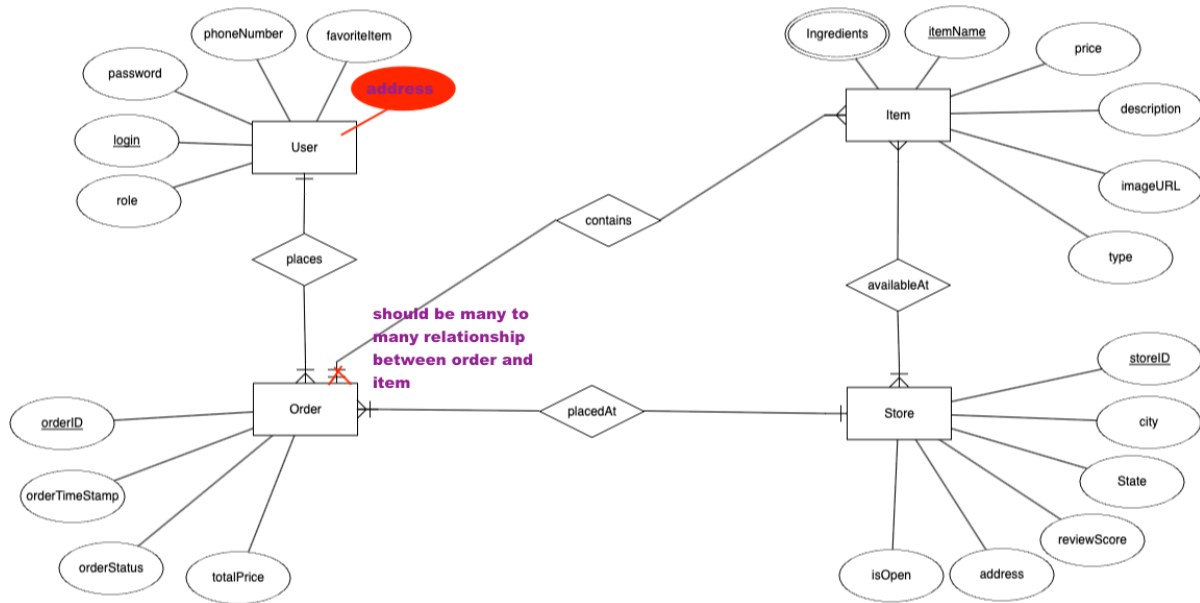 phoneNumber
favoriteItem
Ingredients
itemName
price
password
address
description
Item
login
User
role
imageURL
contains
type
places
availableAt
should be many to
many relationship
between order and
item
storeID
Order
placedAt
Store
orderID
city
State
orderTimeStamp
reviewScore
orderStatus
totalPrice
isOpen
address